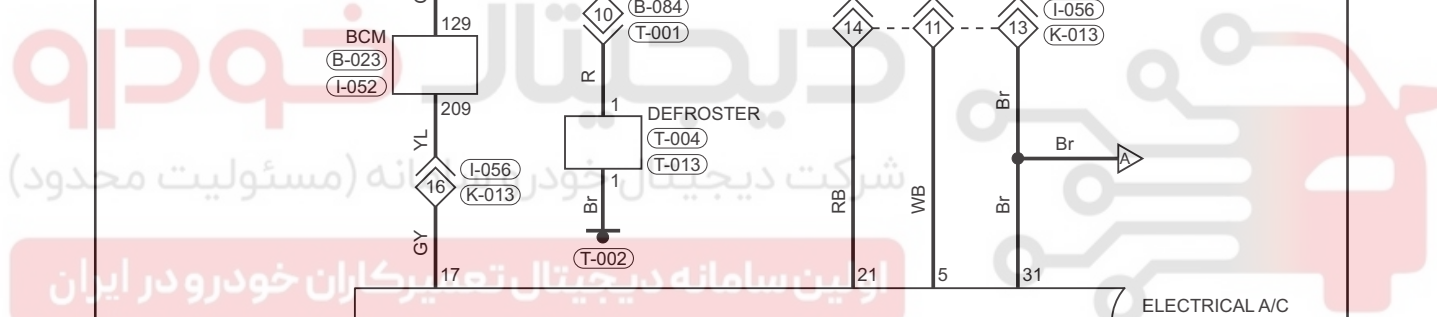 129
BCM
B-023
I-052
209
YL
I-056
16
K-013
GY
17
10
B-084
T-001
R
1
DEFROSTER
T-004
T-013
1
Br
T-002
14
11
13
I-056
K-013
RB
WB
Br
Br
A
Br
21
5
31
ELECTRICAL A/C
دیجیتال خودرو
شرکت دیجیتال خودرو سامانه (مسئولیت محدود)
اولین سامانه دیجیتال تعمیرکاران خودرو در ایران